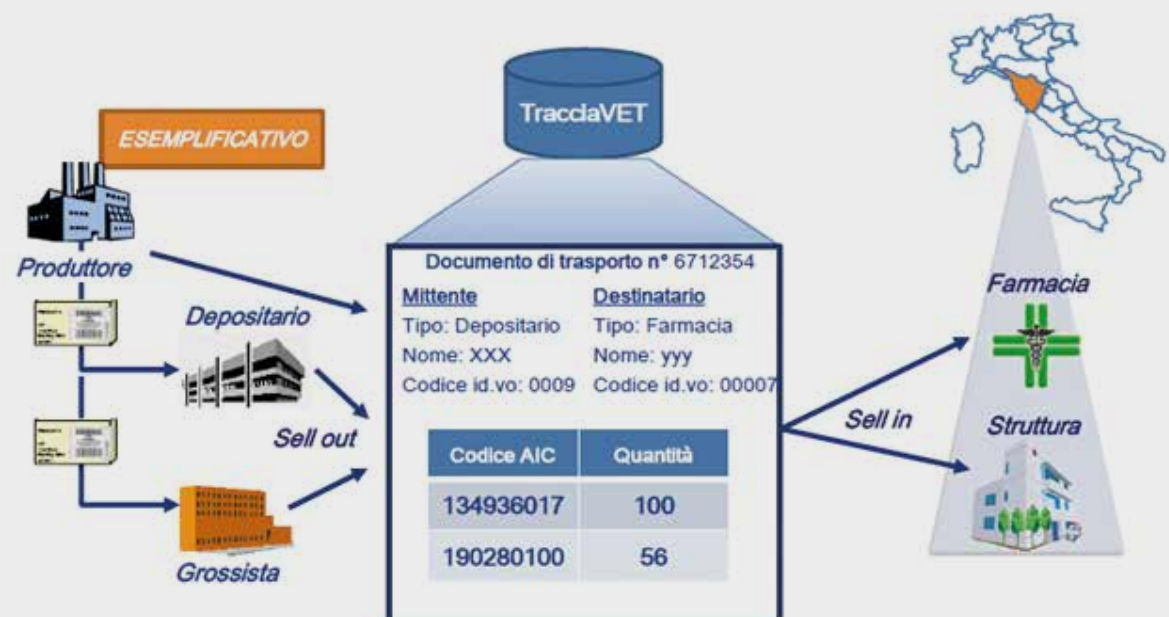 TracciaVET
ESEMPLIFICATIVO
Produttore
Depositario
Sell out
Grossista
Documento di trasporto n° 6712354
Mittente Destinatario
Tipo: Depositario Tipo: Farmacia
Nome: XXX Nome: yyy
Codice id.vo: 0009 Codice id.vo: 00007
Codice AIC Quantità
134936017 100
190280100 56
Sell in
Farmacia
Struttura